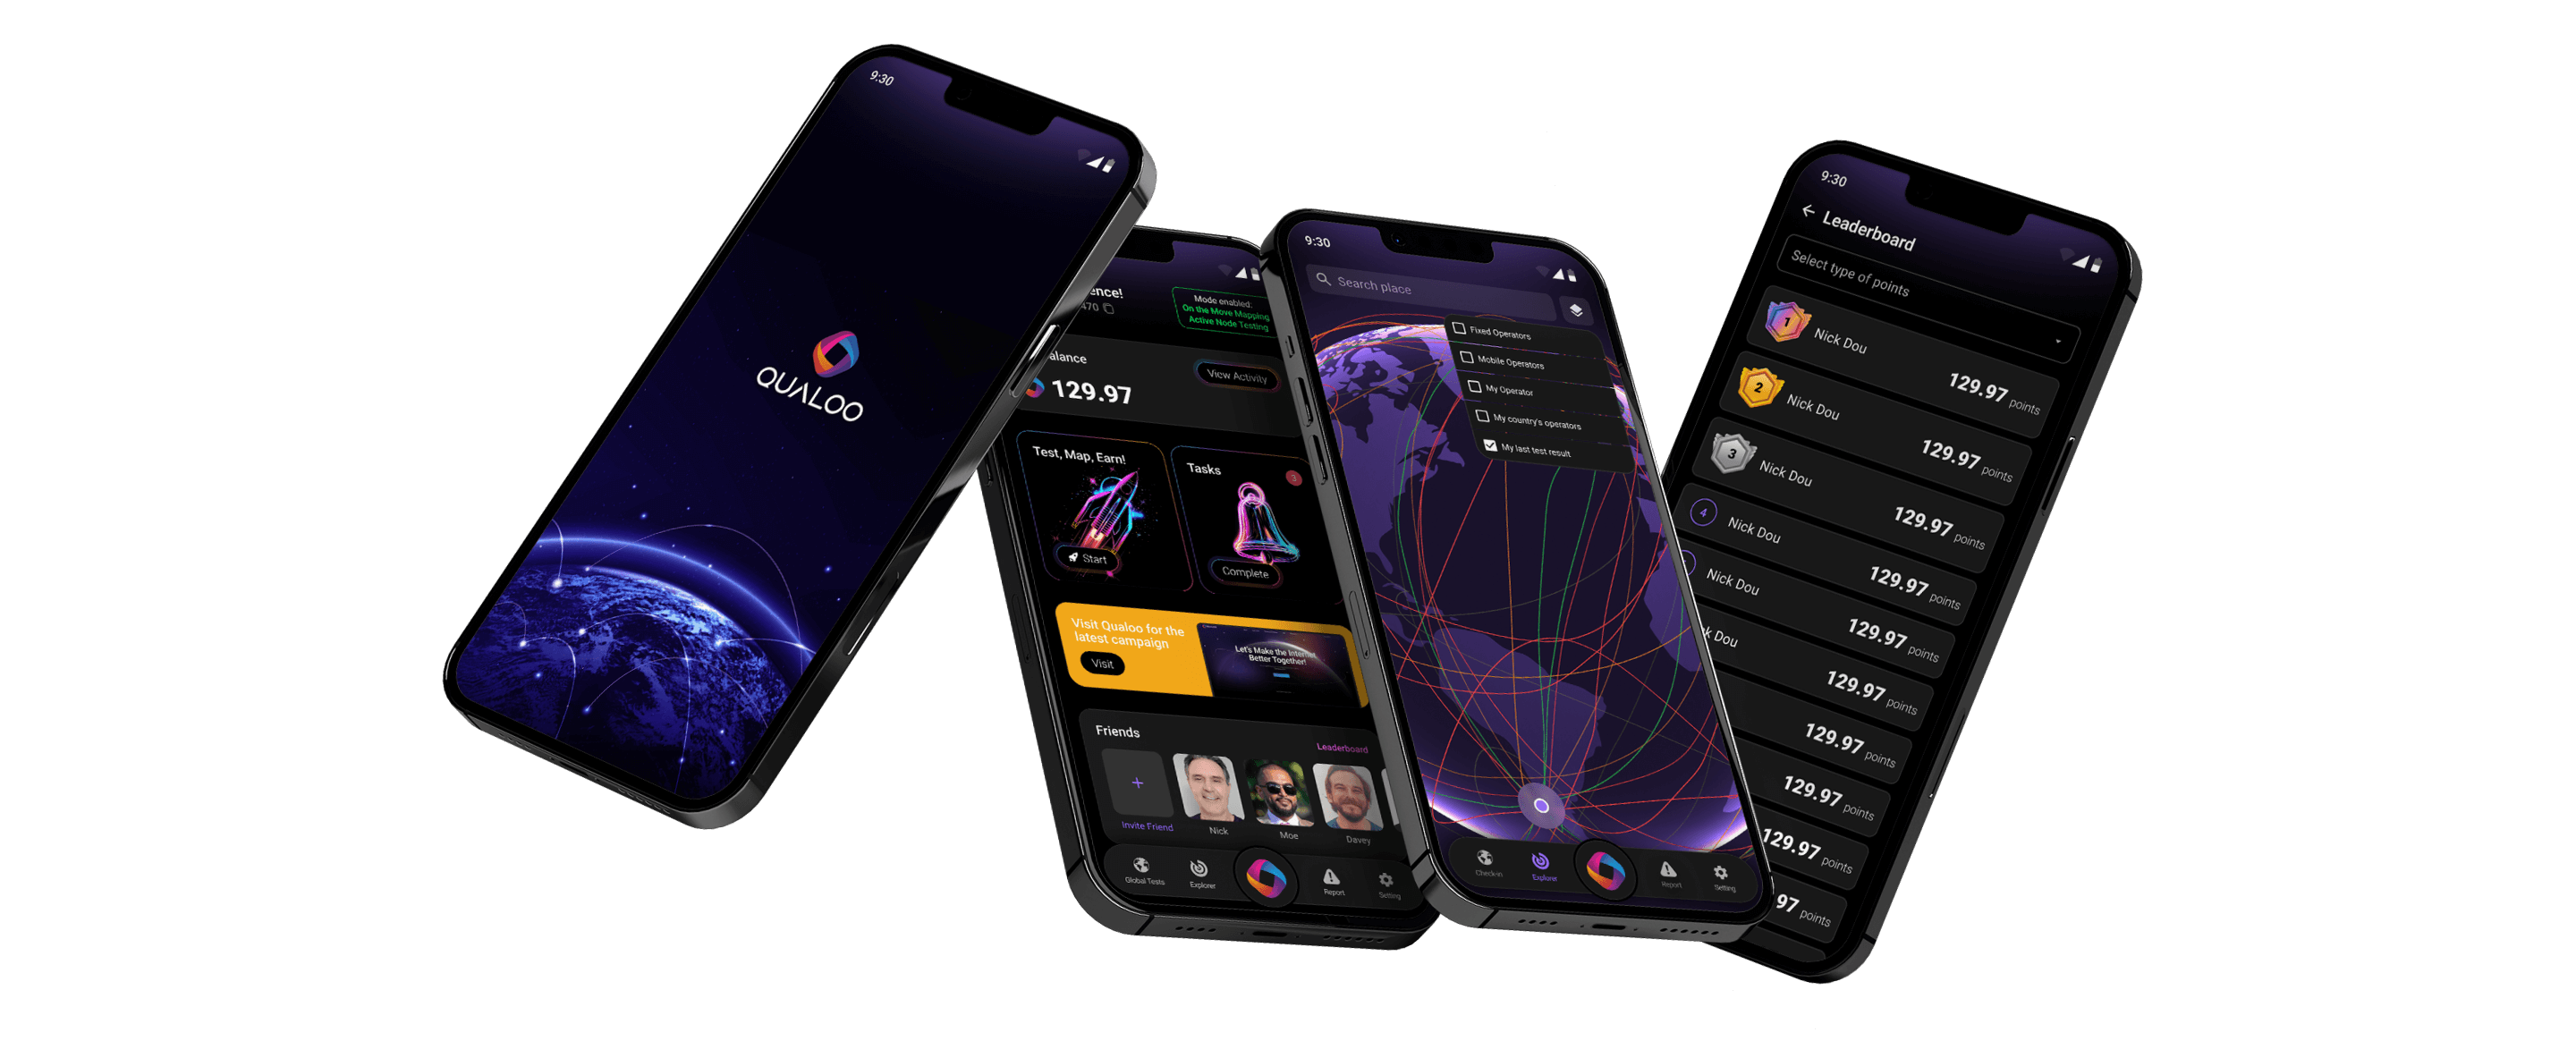 9:30
QUALOO
ence!
470
Mode enabled:
On the Move Mapping
Active Node Testing
alance
129.97
View Activity
Test, Map, Earn!
Start
Tasks
3
Complete
Visit Qualoo for the
latest campaign
Visit
Let's Make the Internet
Better Together!
Friends
Leaderboard
Invite Friend
Nick
Moe
Davey
Global Tests
Explorer
Report
Setting
9:30
Search place
Fixed Operators
Mobile Operators
My Operator
My country's operators
My last test result
Check-in
Explorer
Report
Setting
9:30
Leaderboard
Select type of points
1
Nick Dou
129.97 points
2
Nick Dou
129.97 points
3
Nick Dou
129.97 points
4
Nick Dou
129.97 points
Nick Dou
129.97 points
k Dou
129.97 points
129.97 points
129.97 points
129.97 points
97 points